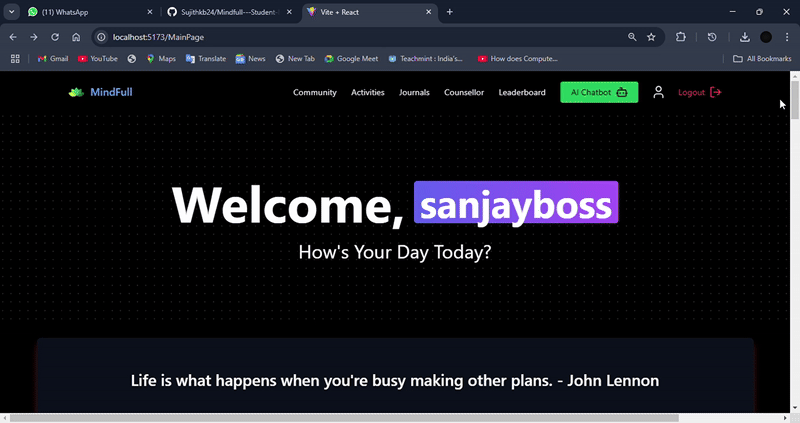 (11) WhatsApp
Sujithkb24/Mindfull---Student-
Vite + React
localhost:5173/MainPage
Gmail
YouTube
Maps
Translate
News
New Tab
Google Meet
Teachmint : India's...
How does Compute...
All Bookmarks
MindFull
Community
Activities
Journals
Counsellor
Leaderboard
AI Chatbot
Logout
Welcome, sanjayboss
How's Your Day Today?
Life is what happens when you're busy making other plans. - John Lennon